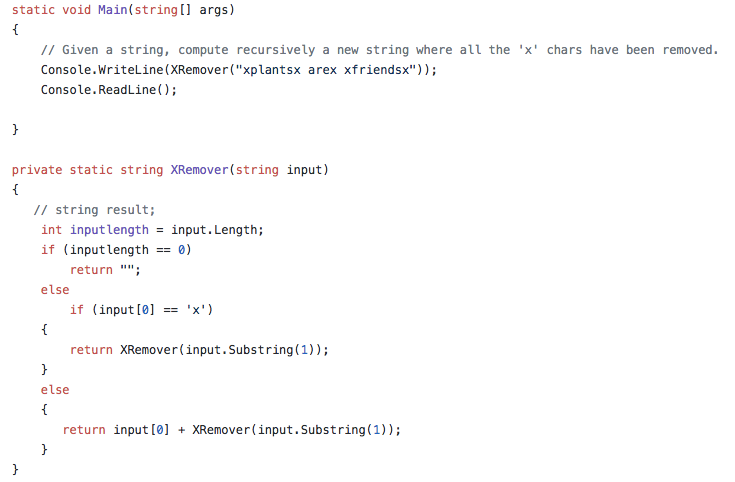 static void Main(string[] args)
{
    // Given a string, compute recursively a new string where all the 'x' chars have been removed.
    Console.WriteLine(XRemover("xplantsx arex xfriendsx"));
    Console.ReadLine();

}

private static string XRemover(string input)
{
   // string result;
    int inputlength = input.Length;
    if (inputlength == 0)
        return "";
    else
        if (input[0] == 'x')
    {
        return XRemover(input.Substring(1));
    }
    else
    {
       return input[0] + XRemover(input.Substring(1));
    }
}